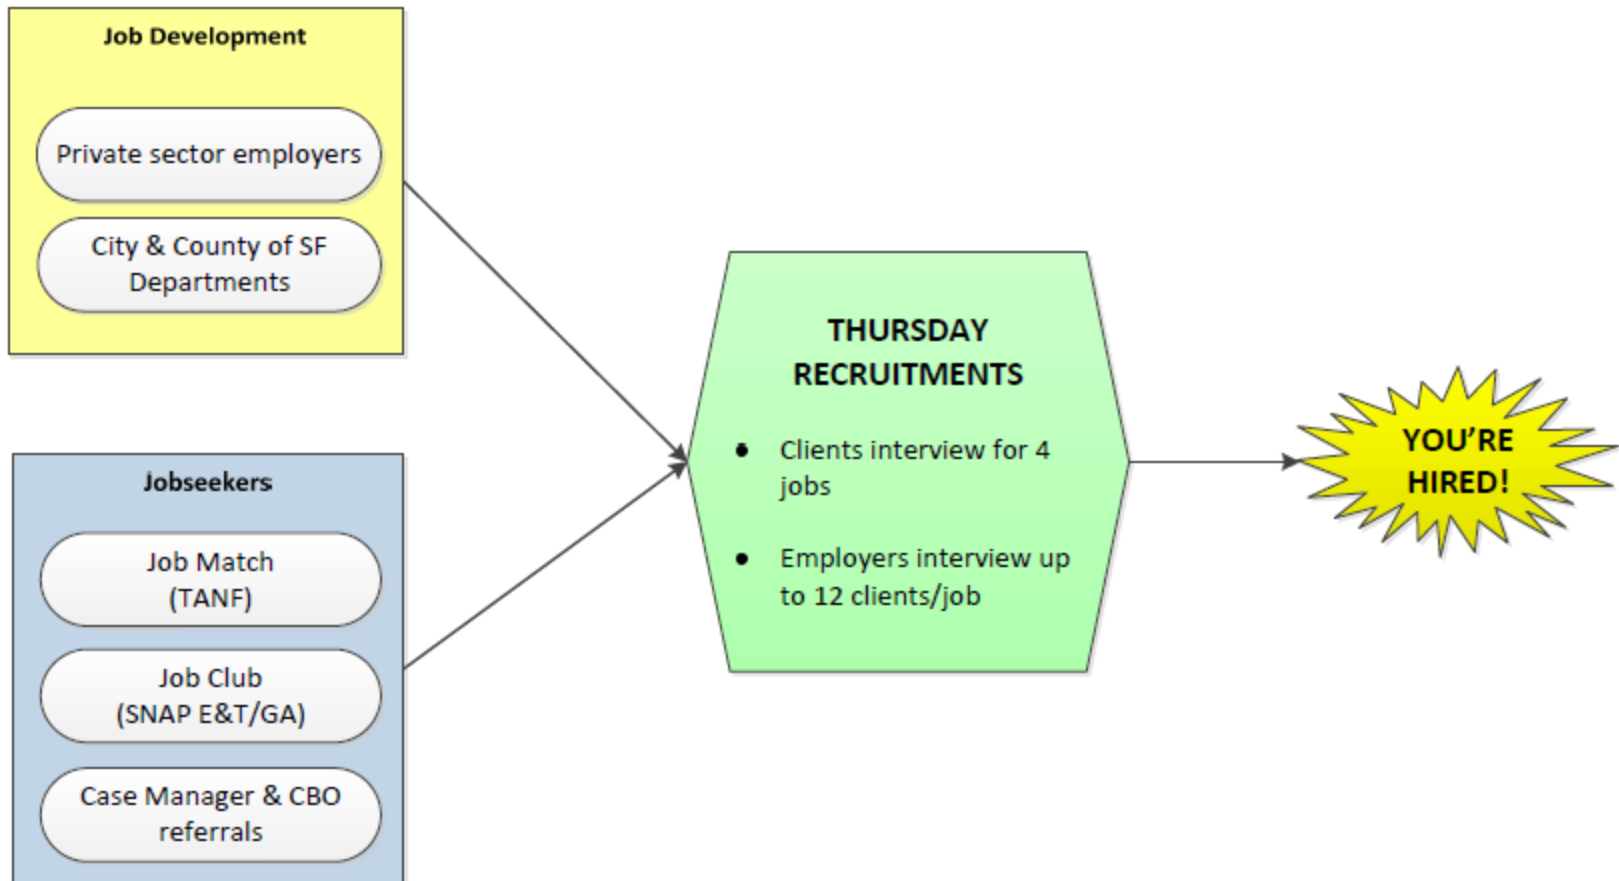 Job Development
Private sector employers
City & County of SF
Departments
Jobseekers
Job Match
(TANF)
Job Club
(SNAP E&T/GA)
Case Manager & CBO
referrals
THURSDAY
RECRUITMENTS
● Clients interview for 4
jobs
● Employers interview up
to 12 clients/job
YOU’RE
HIRED!